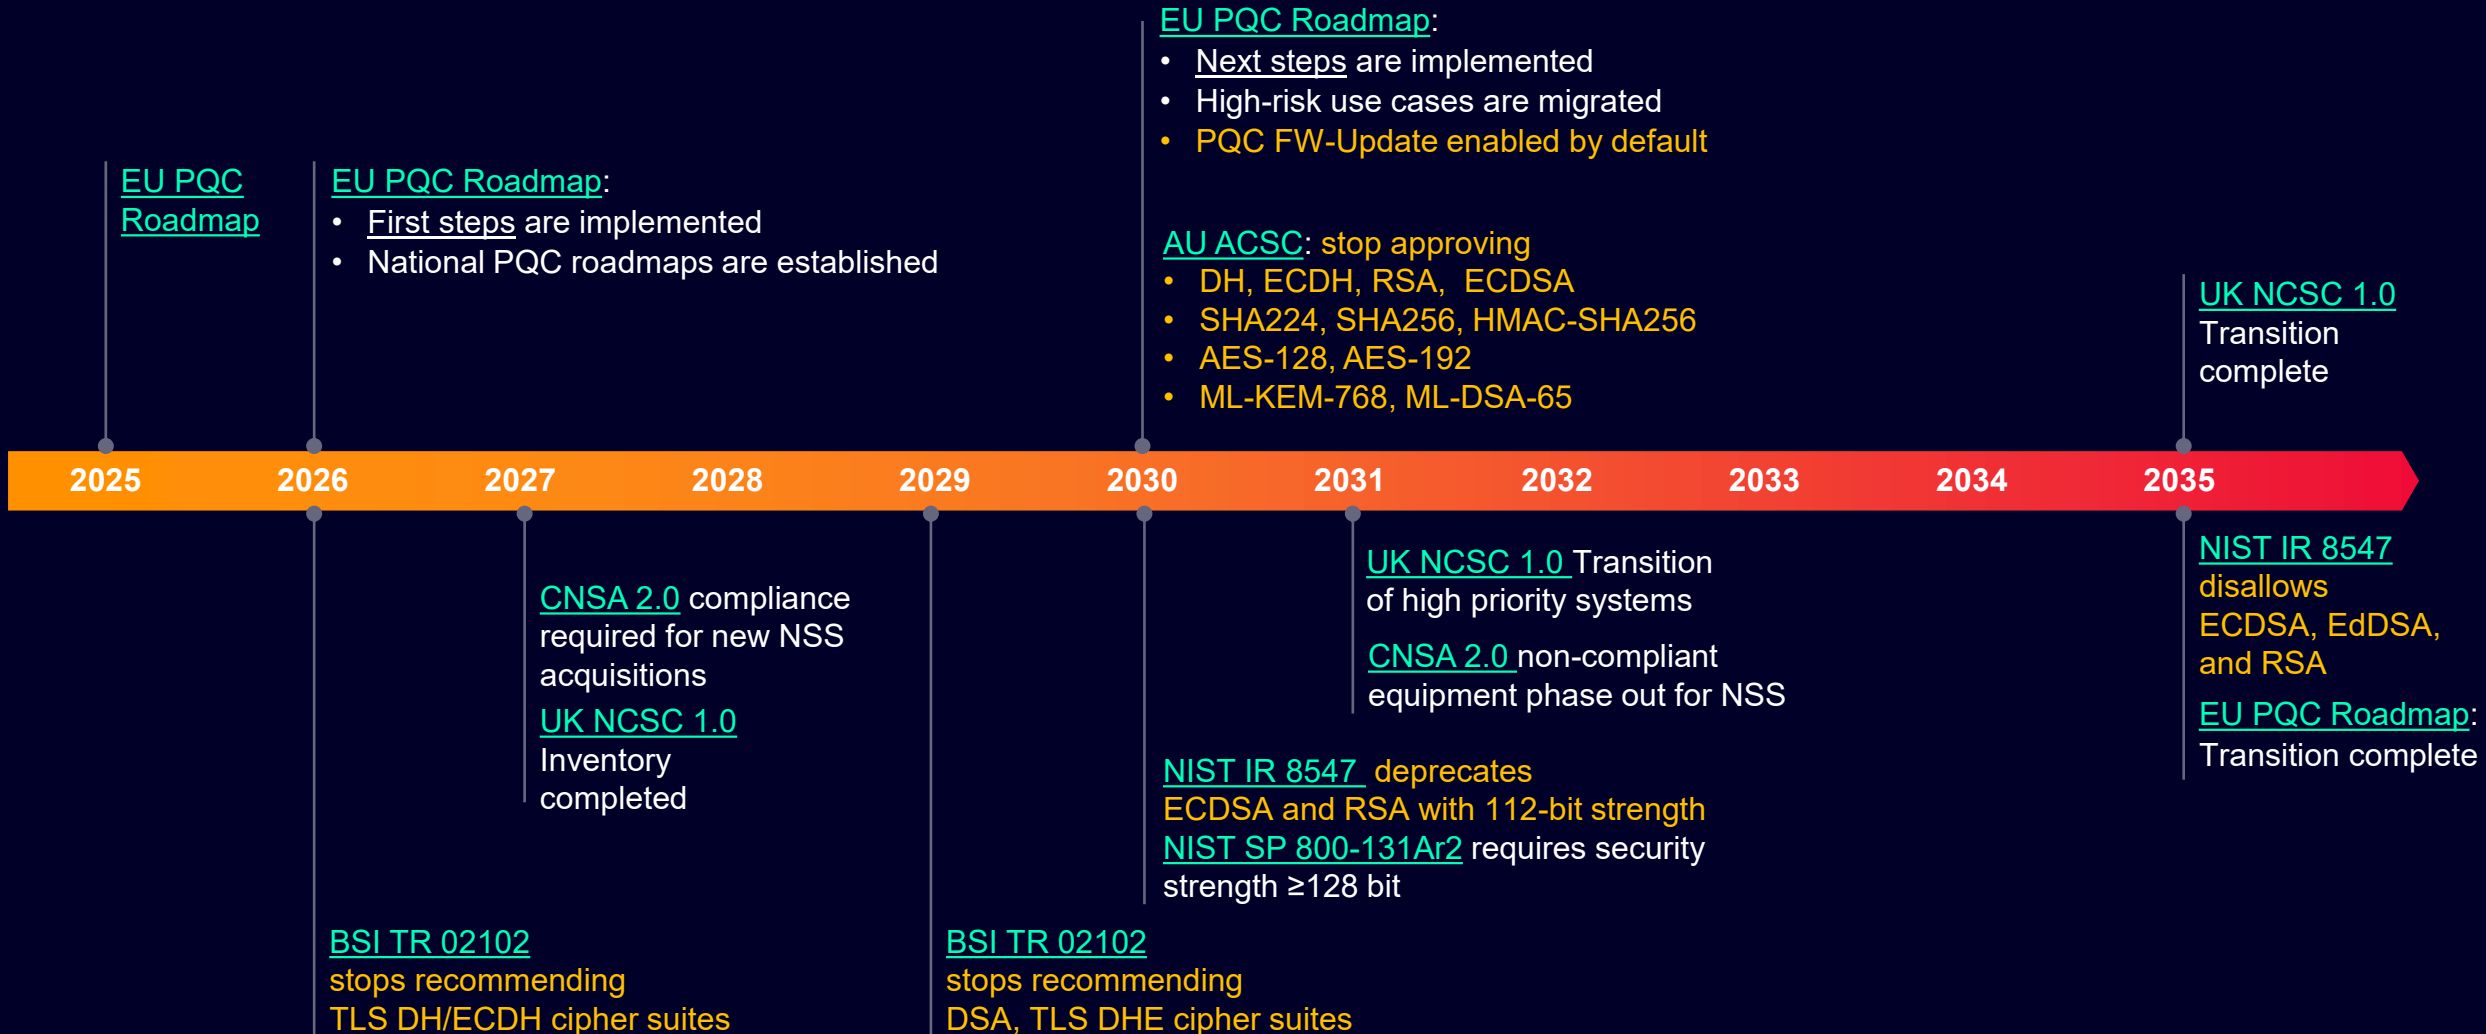 EU PQC Roadmap:
• Next steps are implemented
• High-risk use cases are migrated
• PQC FW-Update enabled by default
EU PQC
Roadmap
EU PQC Roadmap:
• First steps are implemented
• National PQC roadmaps are established
AU ACSC: stop approving
• DH, ECDH, RSA, ECDSA
• SHA224, SHA256, HMAC-SHA256
• AES-128, AES-192
• ML-KEM-768, ML-DSA-65
UK NCSC 1.0
Transition
complete
2025 2026 2027 2028 2029 2030 2031 2032 2033 2034 2035
CNSA 2.0 compliance
required for new NSS
acquisitions
UK NCSC 1.0
Inventory
completed
UK NCSC 1.0 Transition
of high priority systems
CNSA 2.0 non-compliant
equipment phase out for NSS
NIST IR 8547 deprecates
ECDSA and RSA with 112-bit strength
NIST SP 800-131Ar2 requires security
strength ≥128 bit
NIST IR 8547
disallows
ECDSA, EdDSA,
and RSA
EU PQC Roadmap:
Transition complete
BSI TR 02102
stops recommending
TLS DH/ECDH cipher suites
BSI TR 02102
stops recommending
DSA, TLS DHE cipher suites